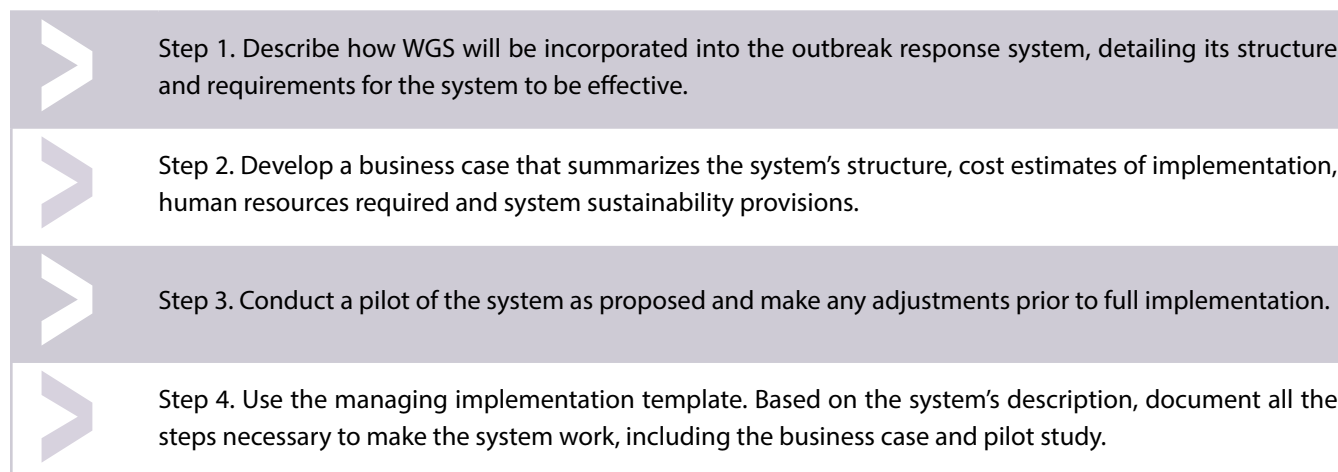 Step 1. Describe how WGS will be incorporated into the outbreak response system, detailing its structure
and requirements for the system to be effective.
Step 2. Develop a business case that summarizes the system’s structure, cost estimates of implementation,
human resources required and system sustainability provisions.
Step 3. Conduct a pilot of the system as proposed and make any adjustments prior to full implementation.
Step 4. Use the managing implementation template. Based on the system’s description, document all the
steps necessary to make the system work, including the business case and pilot study.